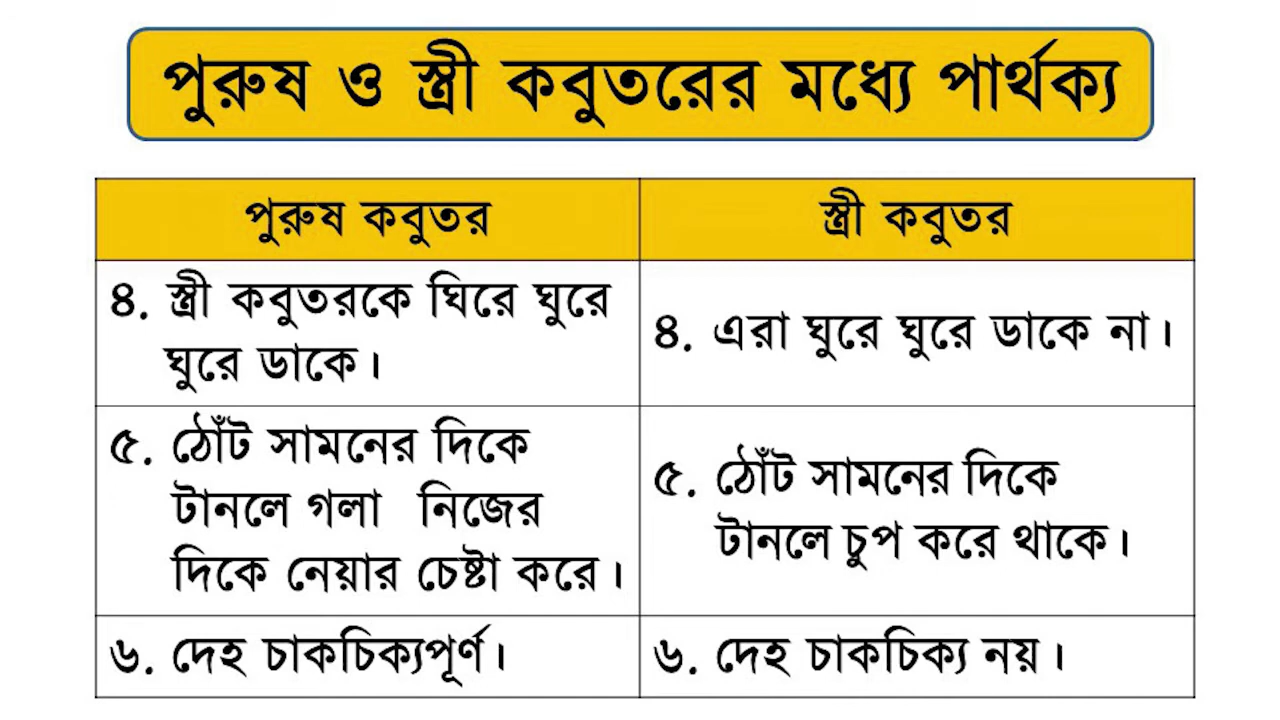 পুরুষ ও স্ত্রী কবুতরের মধ্যে পার্থক্য
পুরুষ কবুতর
স্ত্রী কবুতর
৪. স্ত্রী কবুতরকে ঘিরে ঘুরে
ঘুরে ডাকে।
৪. এরা ঘুরে ঘুরে ডাকে না।
৫. ঠোঁট সামনের দিকে
টানলে গলা নিজের
দিকে নেয়ার চেষ্টা করে।
৫. ঠোঁট সামনের দিকে
টানলে চুপ করে থাকে।
৬. দেহ চাকচিক্যপূর্ণ।
৬. দেহ চাকচিক্য নয়।